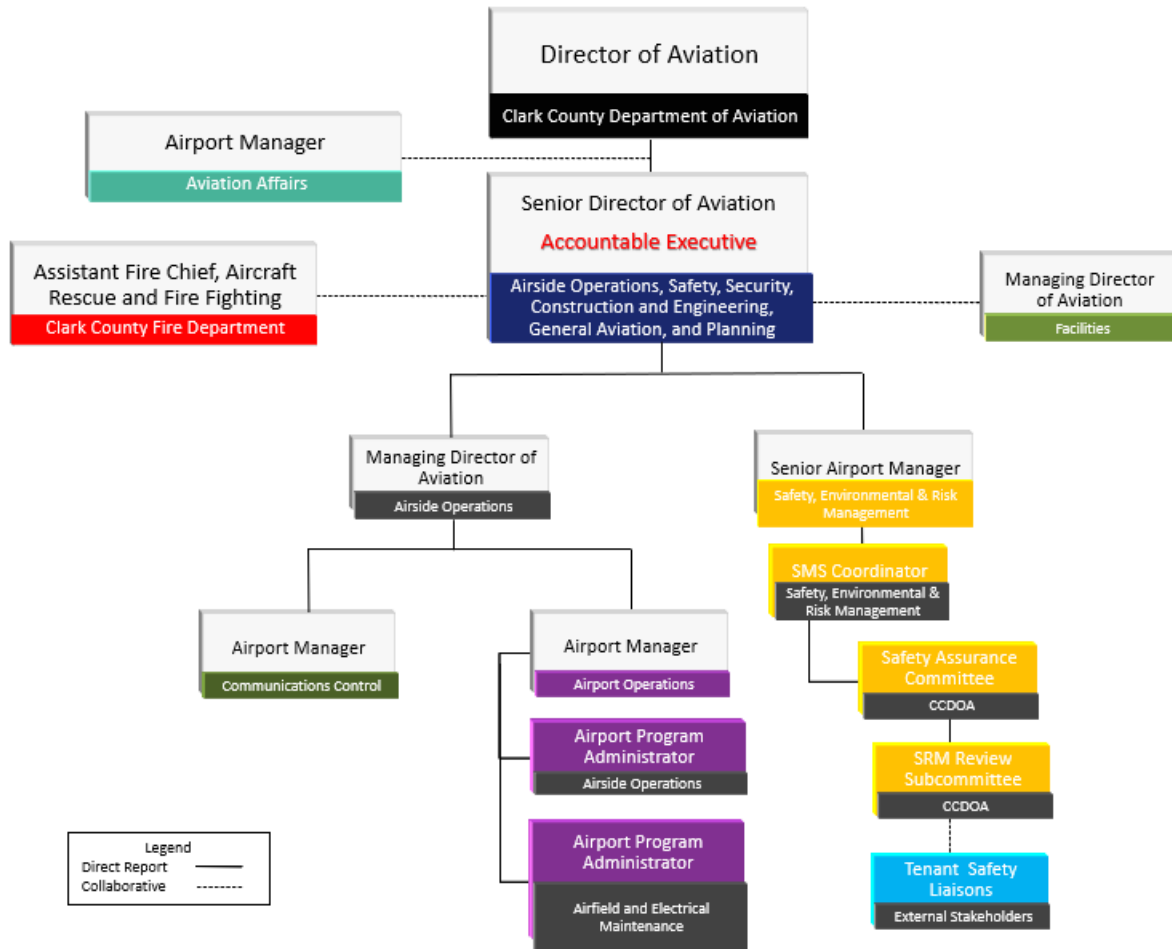 Director of Aviation
Clark County Department of Aviation
Airport Manager
Aviation Affairs
Senior Director of Aviation
Accountable Executive
Airside Operations, Safety, Security,
Construction and Engineering,
General Aviation, and Planning
Assistant Fire Chief, Aircraft
Rescue and Fire Fighting
Clark County Fire Department
Managing Director
of Aviation
Facilities
Managing Director of
Aviation
Airside Operations
Senior Airport Manager
Safety, Environmental & Risk
Management
SMS Coordinator
Safety, Environmental &
Risk Management
Airport Manager
Communications Control
Airport Manager
Airport Operations
Safety Assurance
Committee
CCDOA
Airport Program
Administrator
Airside Operations
SRM Review
Subcommittee
CCDOA
Airport Program
Administrator
Airfield and Electrical
Maintenance
Tenant Safety
Liaisons
External Stakeholders
Legend
Direct Report
Collaborative